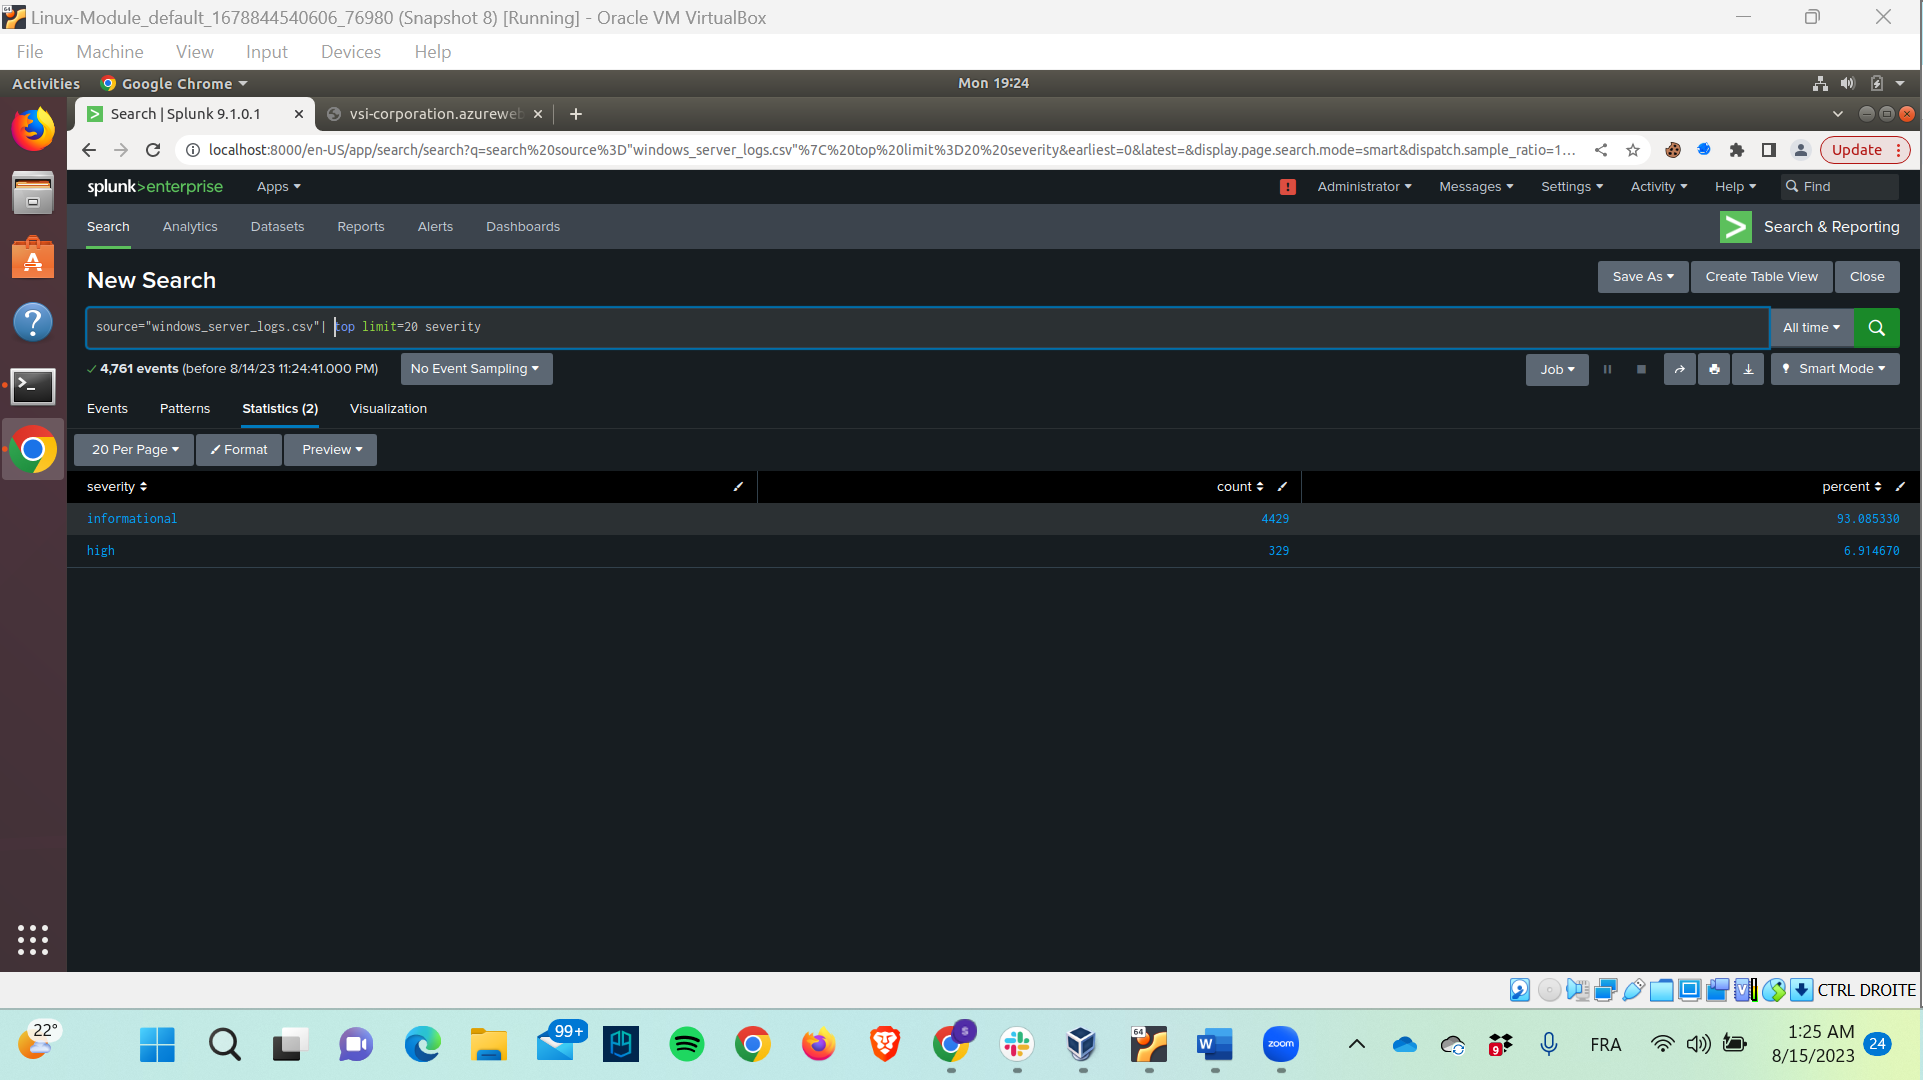 Linux-Module_default_1678844540606_76980 (Snapshot 8) [Running] - Oracle VM VirtualBox
File Machine View Input Devices Help
Activities Google Chrome Mon 19:24
Search | Splunk 9.1.0.1 vsi-corporation.azureweb
localhost:8000/en-US/app/search/search?q=search%20source%3D"windows_server_logs.csv"%7C%20top%20limit%3D20%20severity&earliest=0&latest=&display.page.search.mode=smart&dispatch.sample_ratio=1... Update
splunk>enterprise Apps ! Administrator Messages Settings Activity Help Find
Search Analytics Datasets Reports Alerts Dashboards > Search & Reporting
New Search Save As Create Table View Close
source="windows_server_logs.csv"| top limit=20 severity All time
4,761 events (before 8/14/23 11:24:41.000 PM) No Event Sampling Job Smart Mode
Events Patterns Statistics (2) Visualization
20 Per Page Format Preview
severity count percent
informational 4429 93.085330
high 329 6.914670
CTRL DROITE
22° 99+ S 64 W zoom 9 FRA 1:25 AM 24
8/15/2023